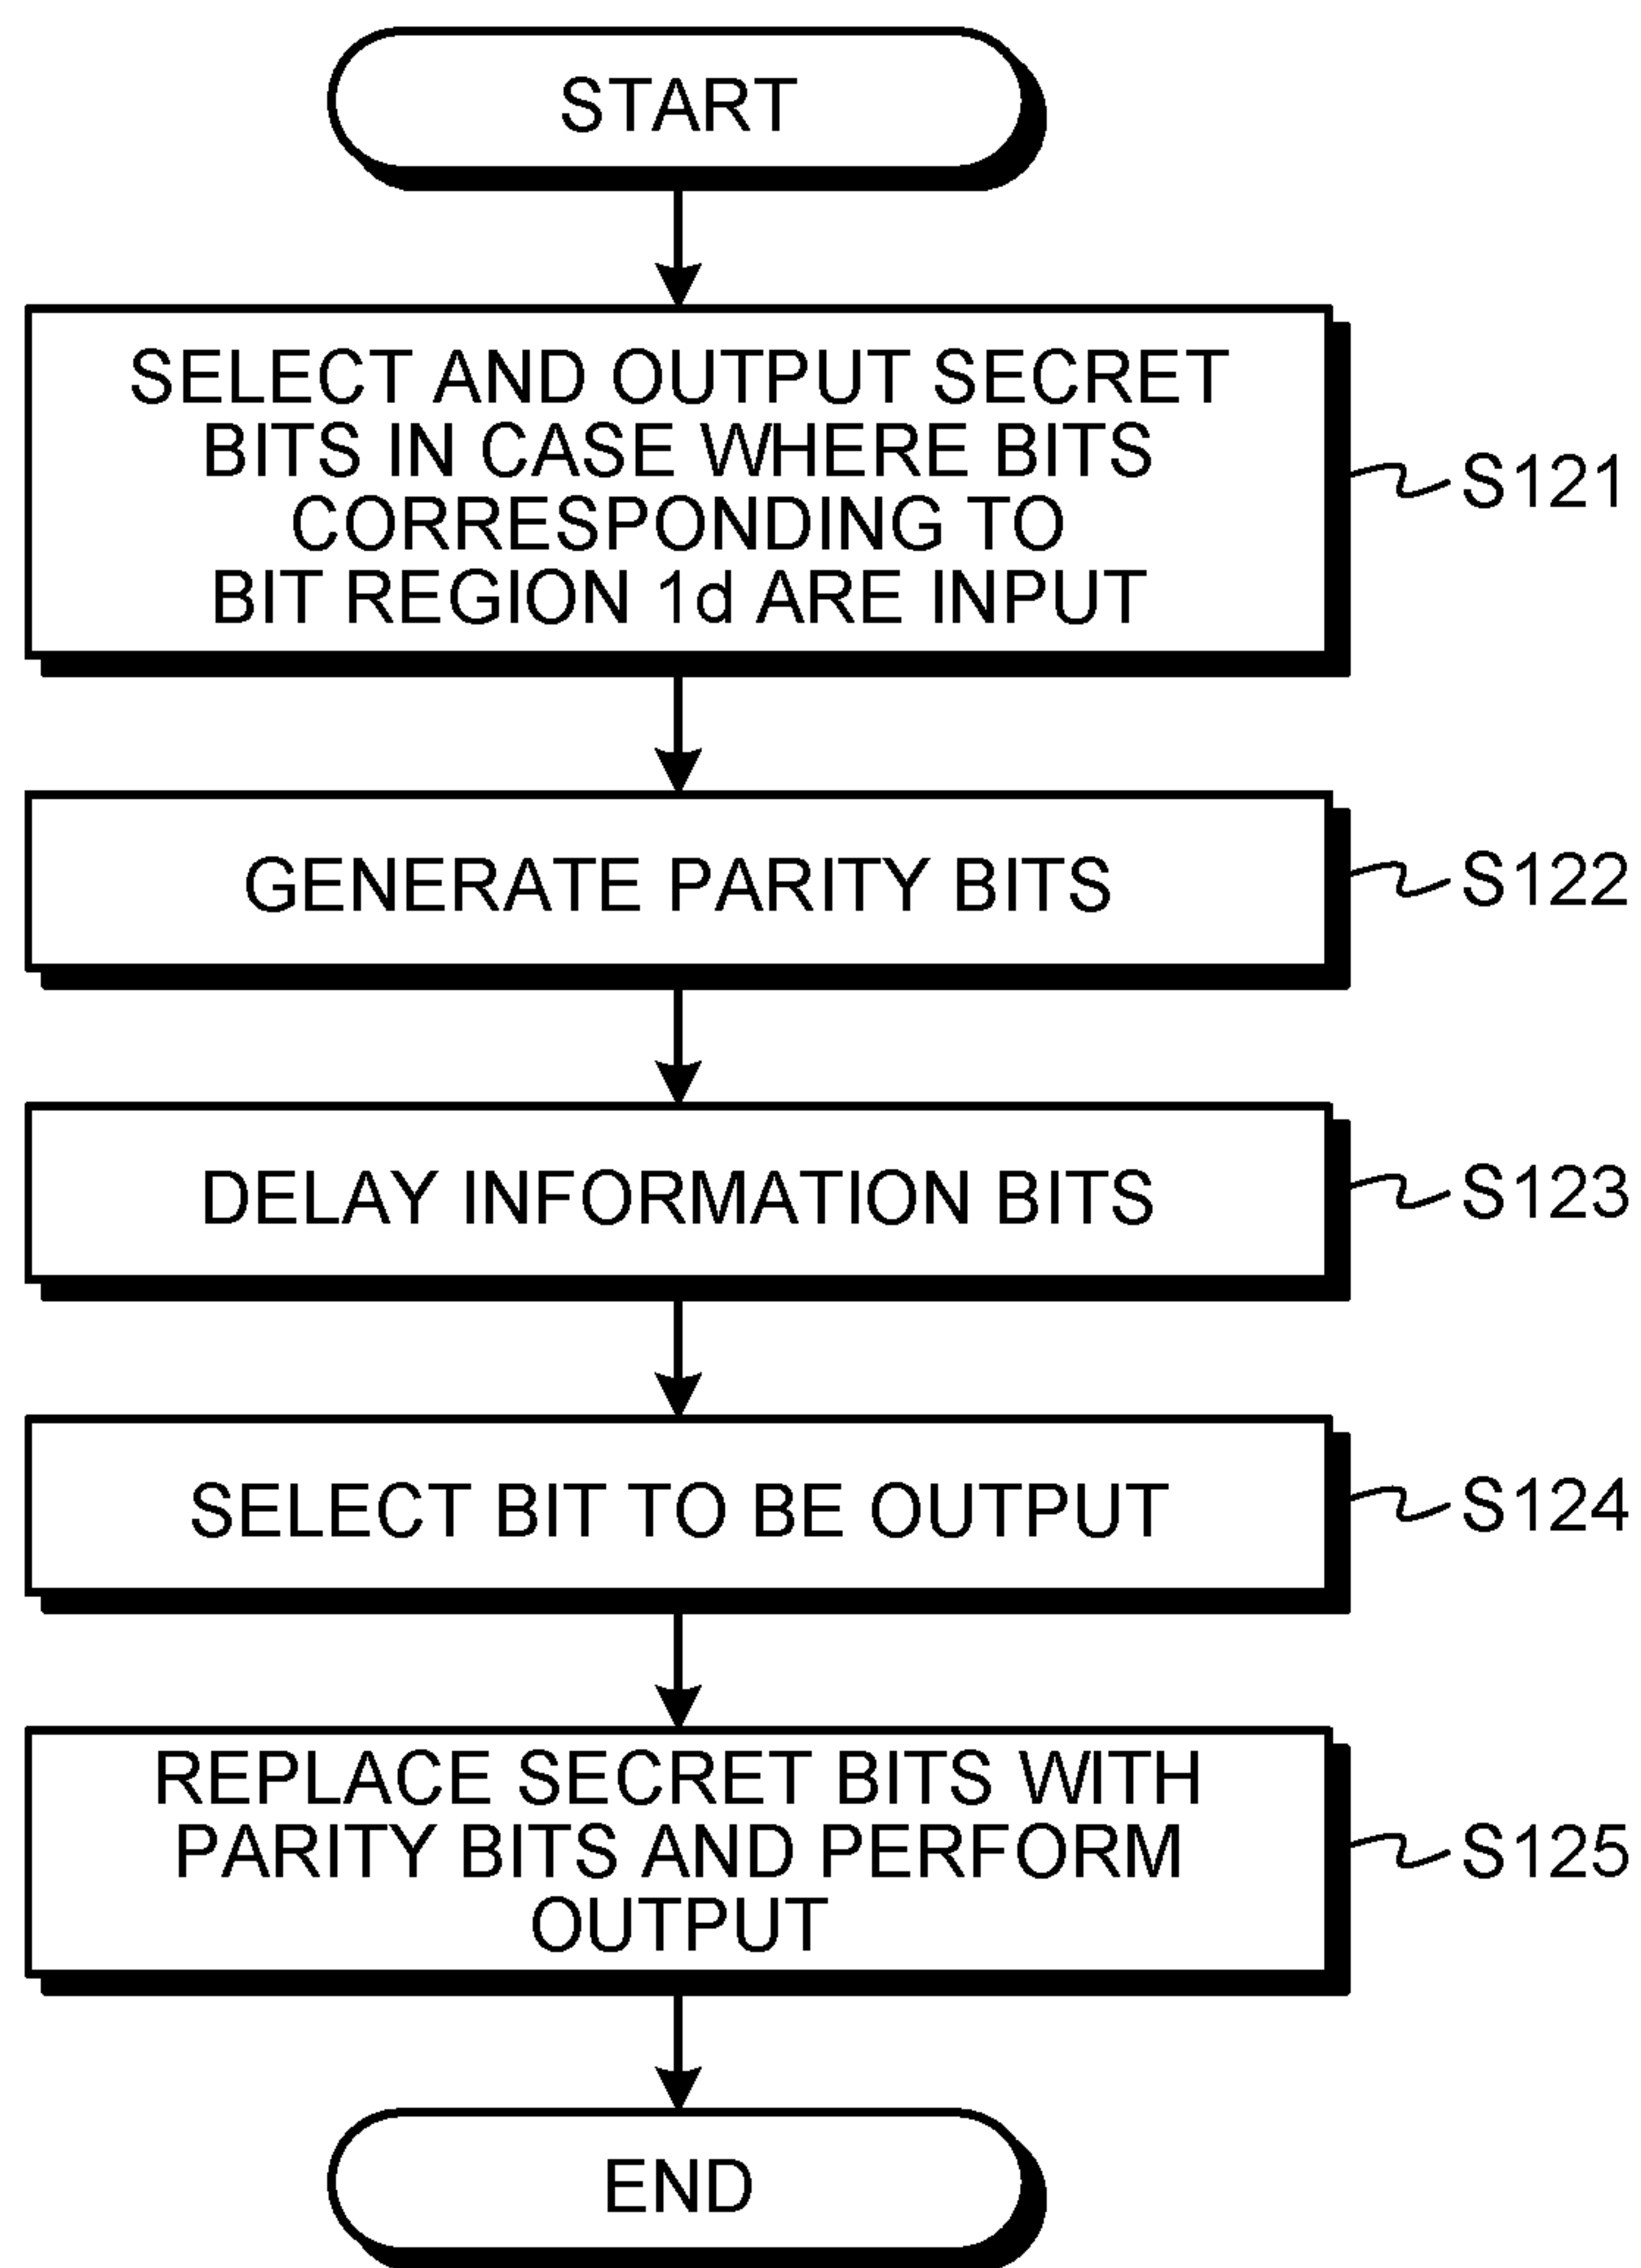 START
SELECT AND OUTPUT SECRET
BITS IN CASE WHERE BITS
CORRESPONDING TO
BIT REGION 1d ARE INPUT
S121
GENERATE PARITY BITS
S122
DELAY INFORMATION BITS
S123
SELECT BIT TO BE OUTPUT
S124
REPLACE SECRET BITS WITH
PARITY BITS AND PERFORM
OUTPUT
S125
END